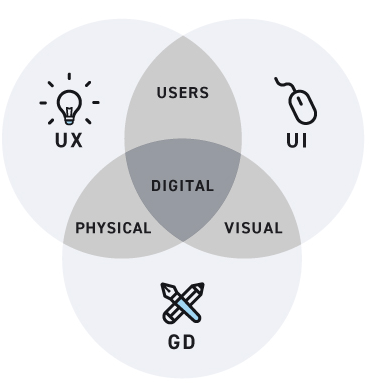 USERS
UX
UI
DIGITAL
PHYSICAL
VISUAL
GD